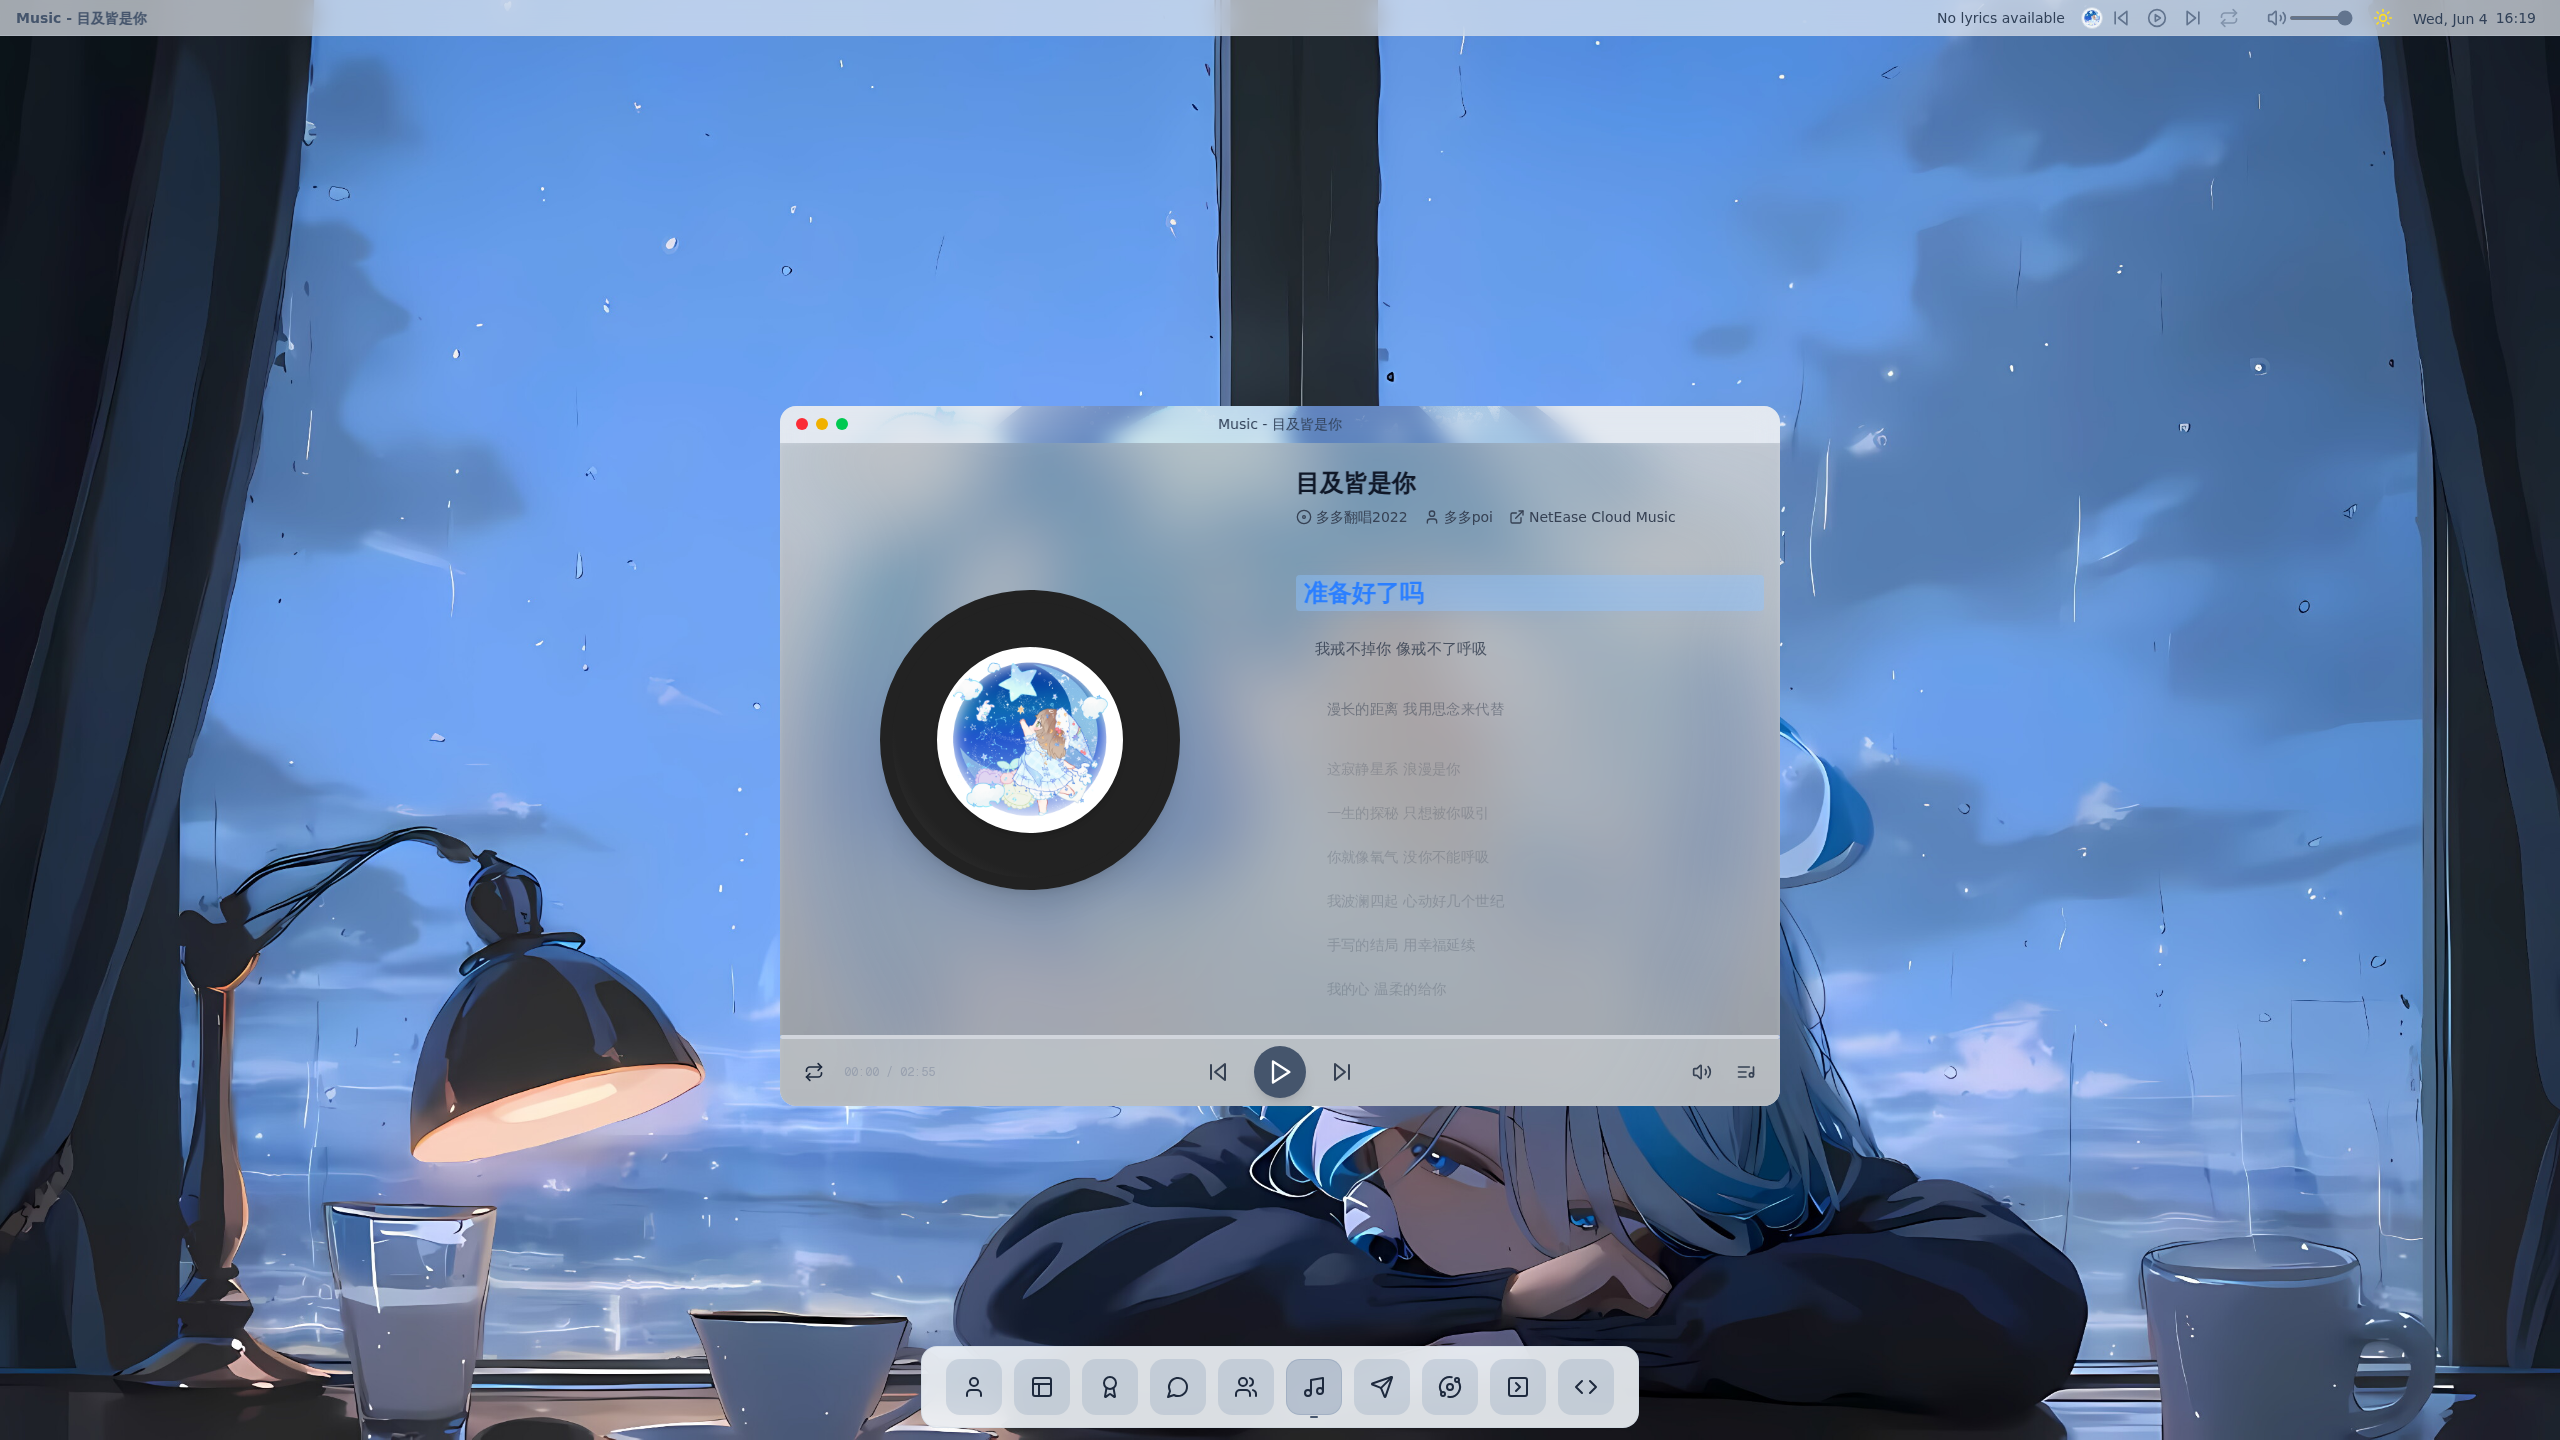 Music - 目及皆是你
No lyrics available
Wed, Jun 4 16:19
Music - 目及皆是你
目及皆是你
多多翻唱2022 多多poi NetEase Cloud Music
准备好了吗
我戒不掉你 像戒不了呼吸
漫长的距离 我用思念来代替
这寂静星系 浪漫是你
一生的探秘 只想被你吸引
你就像氧气 没你不能呼吸
我波澜四起 心动好几个世纪
手写的结局 用幸福延续
我的心 温柔的给你
00:00 / 02:55